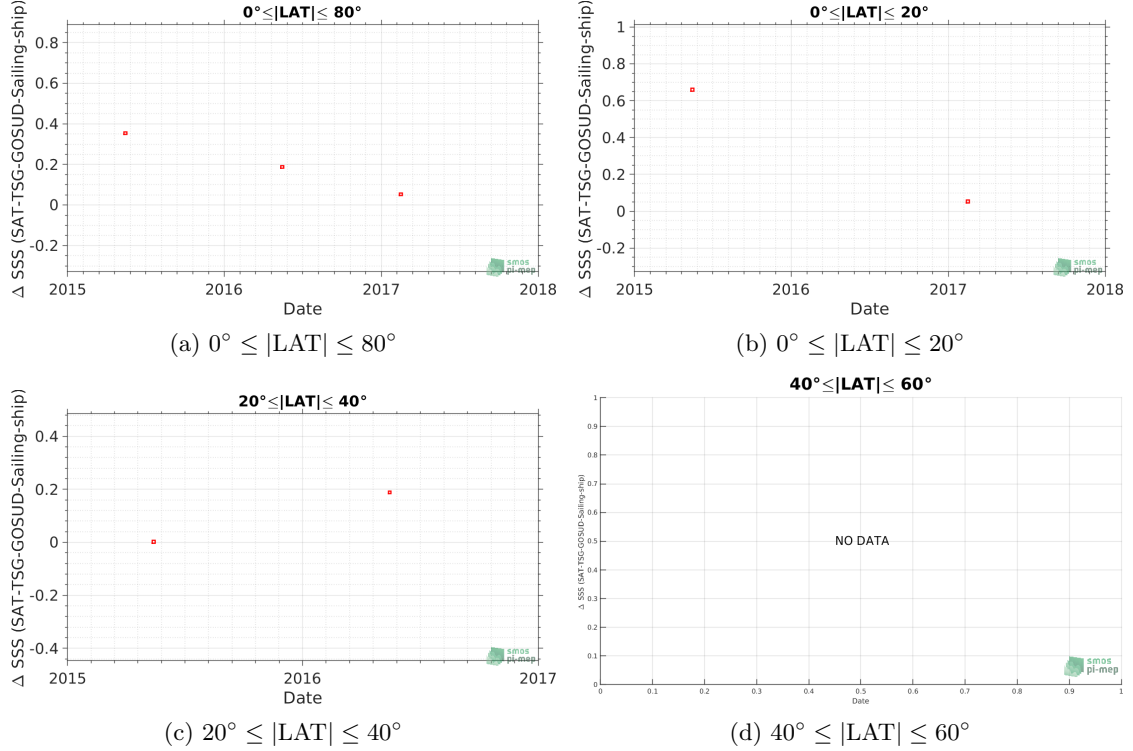 0°≤|LAT|≤ 80°
Δ SSS (SAT-TSG-GOSUD-Sailing-ship)
0.8
0.6
0.4
0.2
0
-0.2
2015 2016 2017 2018
Date
smos
pi-mep
(a) 0° ≤ |LAT| ≤ 80°
0°≤|LAT|≤ 20°
Δ SSS (SAT-TSG-GOSUD-Sailing-ship)
1
0.8
0.6
0.4
0.2
0
-0.2
2015 2016 2017 2018
Date
smos
pi-mep
(b) 0° ≤ |LAT| ≤ 20°
20°≤|LAT|≤ 40°
Δ SSS (SAT-TSG-GOSUD-Sailing-ship)
0.4
0.2
0
-0.2
-0.4
2015 2016 2017
Date
smos
pi-mep
(c) 20° ≤ |LAT| ≤ 40°
40°≤|LAT|≤ 60°
Δ SSS (SAT-TSG-GOSUD-Sailing-ship)
1
0.9
0.8
0.7
0.6
0.5
0.4
0.3
0.2
0.1
0
NO DATA
0 0.1 0.2 0.3 0.4 0.5 0.6 0.7 0.8 0.9 1
Date
smos
pi-mep
(d) 40° ≤ |LAT| ≤ 60°